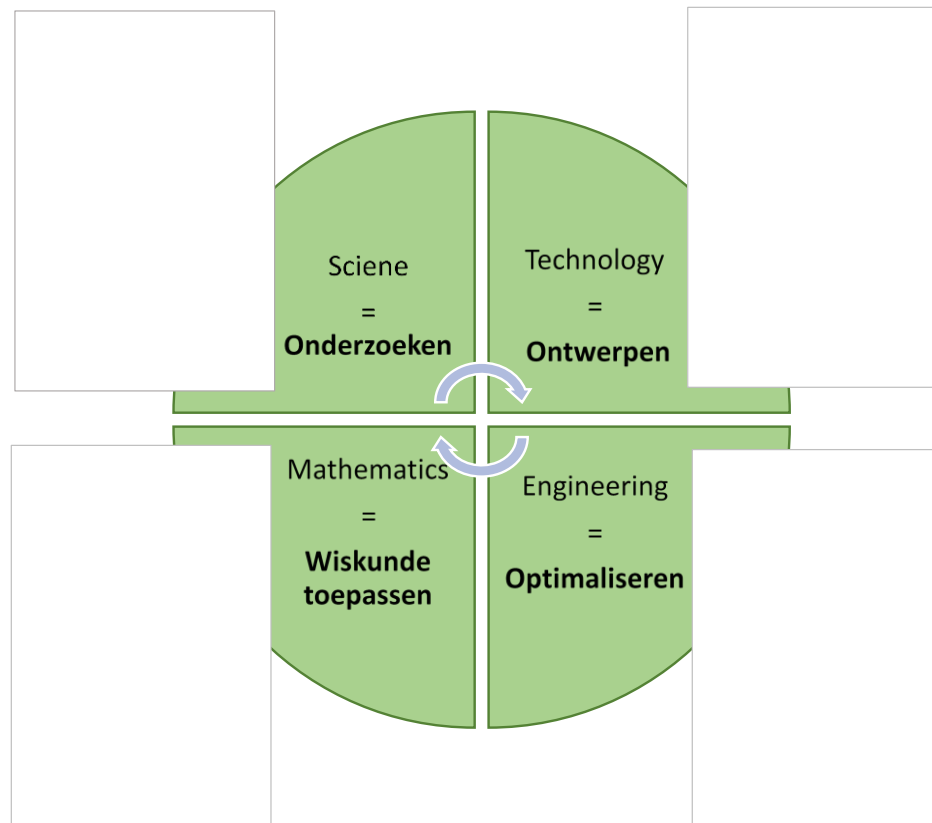 Sciene
=
Onderzoeken
Technology
=
Ontwerpen
Mathematics
=
Wiskunde
toepassen
Engineering
=
Optimaliseren